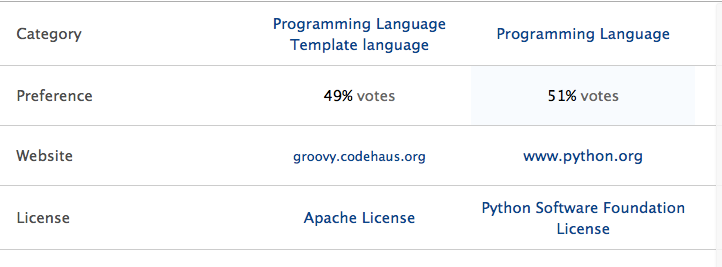 Category
Programming Language
Template language
Programming Language
Preference
49% votes
51% votes
Website
groovy.codehaus.org
www.python.org
License
Apache License
Python Software Foundation
License